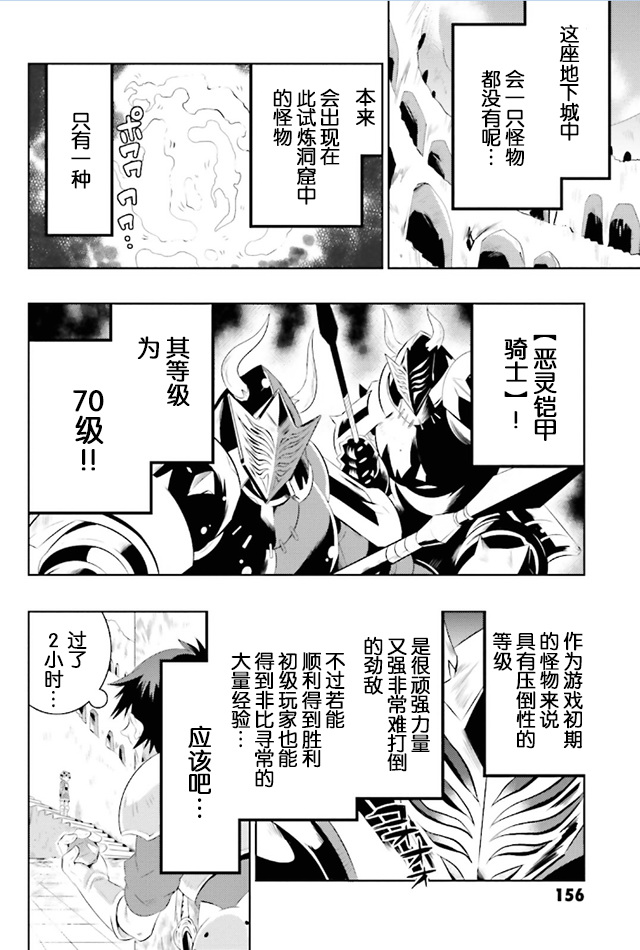 这座地下城中
会一只怪物
都没有呢…
本来
会出现在
此试炼洞窟中
的怪物
只有一种
【恶灵铠甲
骑士】!
其等级
为
70级!!
作为游戏初期
的怪物来说
具有压倒性的
等级
是很顽强力量
又强非常难打倒
的劲敌
不过若能
顺利得到胜利
初级玩家也能
得到非比寻常的
大量经验…
应该吧…
过了
2小时…
156